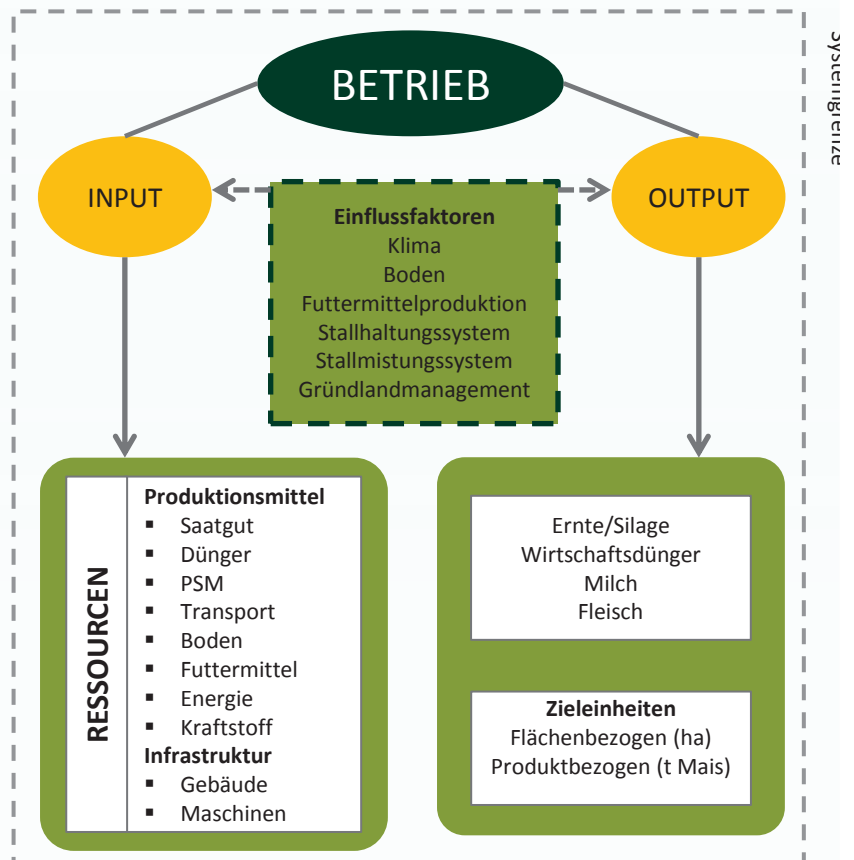 Systemgrenze
BETRIEB
INPUT
OUTPUT
Einflussfaktoren
Klima
Boden
Futtermittelproduktion
Stallhaltungssystem
Stallmistungssystem
Gründlandmanagement
RESSOURCEN
Produktionsmittel
▪ Saatgut
▪ Dünger
▪ PSM
▪ Transport
▪ Boden
▪ Futtermittel
▪ Energie
▪ Kraftstoff
Infrastruktur
▪ Gebäude
▪ Maschinen
Ernte/Silage
Wirtschaftsdünger
Milch
Fleisch
Zieleinheiten
Flächenbezogen (ha)
Produktbezogen (t Mais)